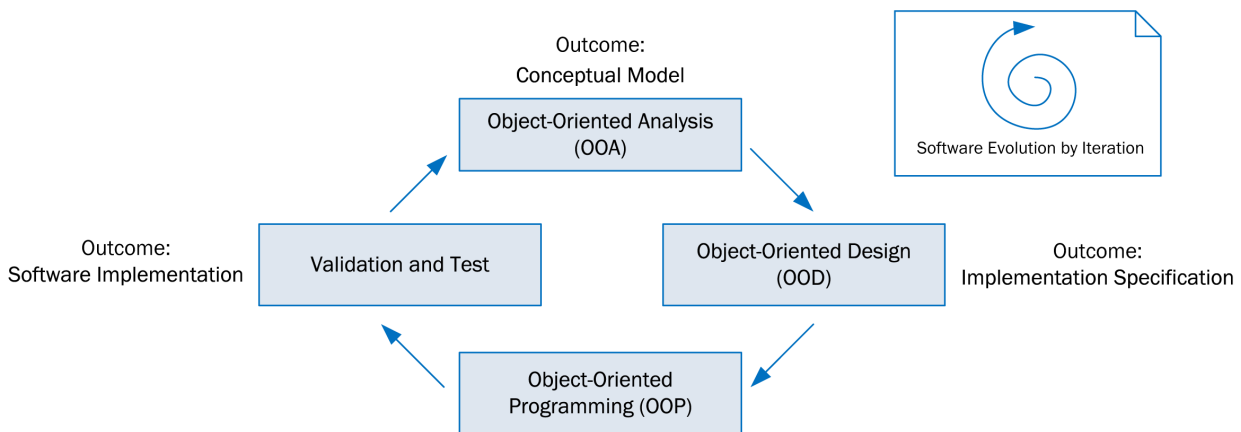 Outcome:
Conceptual Model
Object-Oriented Analysis
(OOA)
Software Evolution by Iteration
Outcome:
Software Implementation
Validation and Test
Object-Oriented Design
(OOD)
Outcome:
Implementation Specification
Object-Oriented
Programming (OOP)